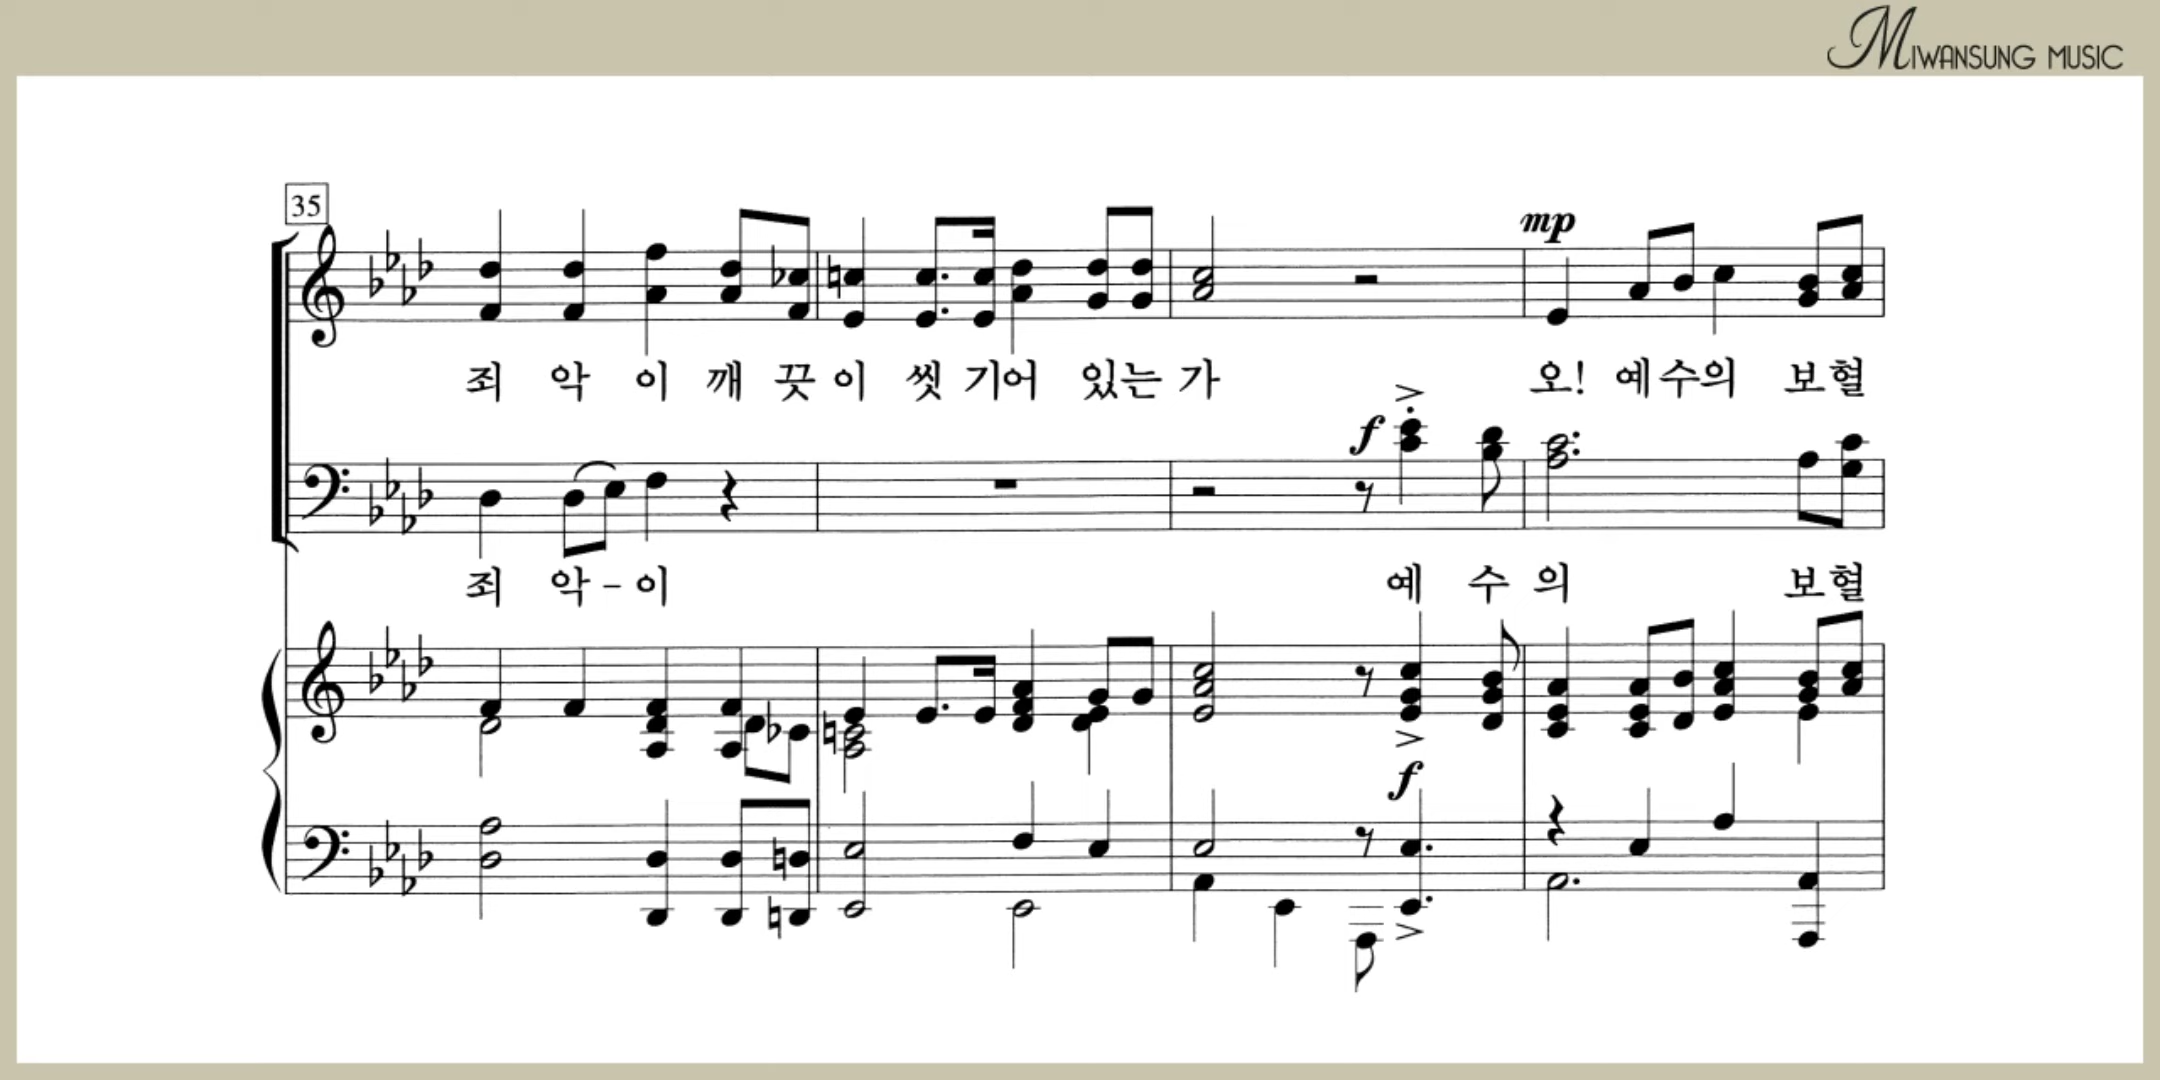 MIWANSUNG MUSIC
35
mp
죄 악 이 깨 끗 이 씻 기어 있는 가 오! 예수의 보혈
f
죄 악 - 이 예 수 의 보혈
f